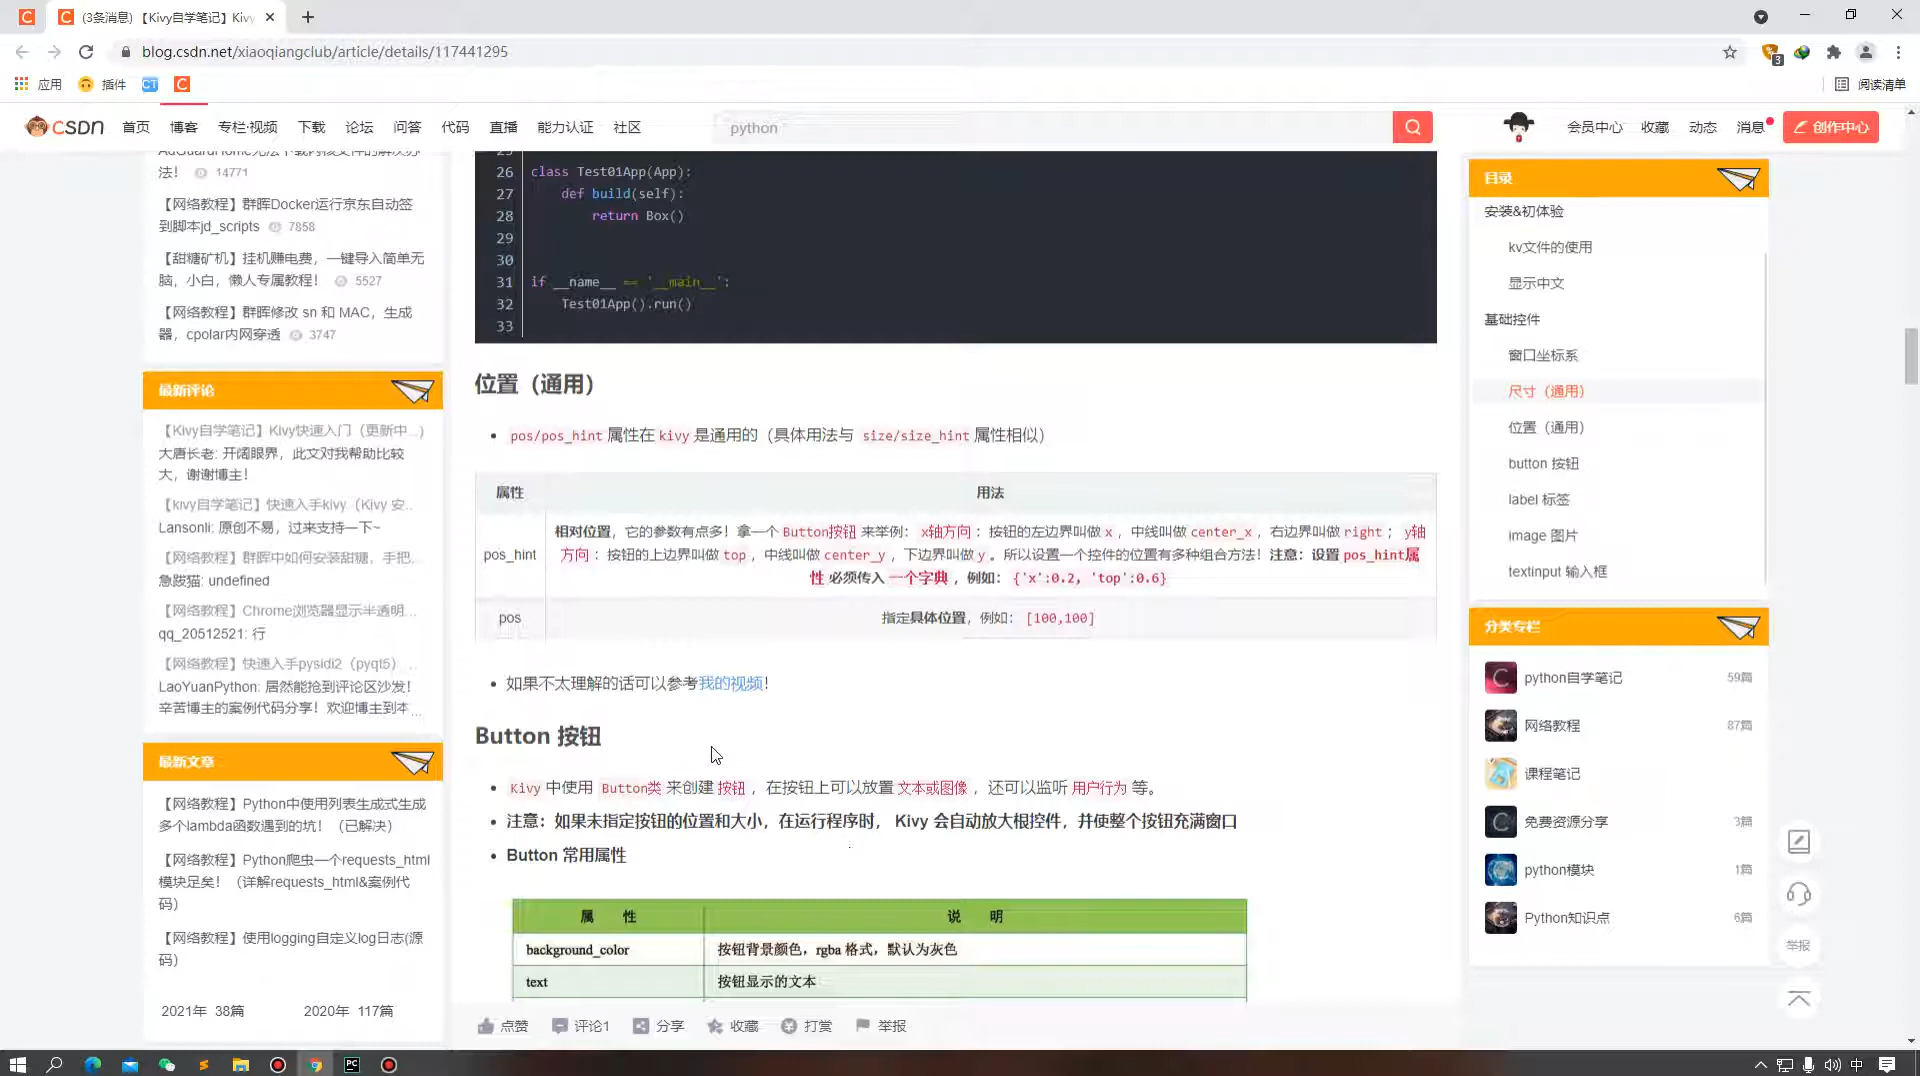 (3条消息) 【Kivy自学笔记】Kivy
blog.csdn.net/xiaoqiangclub/article/details/117441295
3
应用
插件
CT
阅读清单
CSDN
首页
博客
专栏·视频
下载
论坛
问答
代码
直播
能力认证
社区
python
会员中心
收藏
动态
消息
创作中心
AdGuardHome无法下载内核文件的解决办
法！ 14771
【网络教程】群晖Docker运行京东自动签
到脚本jd_scripts 7858
【甜糖矿机】挂机赚电费，一键导入简单无
脑，小白，懒人专属教程！ 5527
【网络教程】群晖修改 sn 和 MAC，生成
器，cpolar内网穿透 3747
最新评论
【Kivy自学笔记】Kivy快速入门（更新中...）
大唐长老: 开阔眼界，此文对我帮助比较
大，谢谢博主！
【kivy自学笔记】快速入手kivy（Kivy 安...
Lansonli: 原创不易，过来支持一下~
【网络教程】群晖中如何安装甜糖，手把...
急跋猫: undefined
【网络教程】Chrome浏览器显示半透明...
qq_20512521: 行
【网络教程】快速入手pysidi2（pyqt5） ...
LaoYuanPython: 居然能抢到评论区沙发！
辛苦博主的案例代码分享！欢迎博主到本...
最新文章
【网络教程】Python中使用列表生成式生成
多个lambda函数遇到的坑！（已解决）
【网络教程】Python爬虫一个requests_html
模块足矣！（详解requests_html&案例代
码）
【网络教程】使用logging自定义log日志(源
码）
2021年 38篇
2020年 117篇
25
26 class Test01App(App):
27 def build(self):
28 return Box()
29
30
31 if __name__ == '__main__':
32 Test01App().run()
33
位置（通用）
pos/pos_hint 属性在 kivy 是通用的（具体用法与 size/size_hint 属性相似）
属性 用法
pos_hint
相对位置，它的参数有点多！拿一个 Button按钮 来举例： x轴方向 ：按钮的左边界叫做 x ，中线叫做 center_x ，右边界叫做 right ； y轴
方向 ：按钮的上边界叫做 top ，中线叫做 center_y ，下边界叫做 y 。所以设置一个控件的位置有多种组合方法！注意：设置 pos_hint属
性 必须传入 一个字典 ，例如： {'x':0.2, 'top':0.6}
pos 指定具体位置，例如： [100,100]
如果不太理解的话可以参考我的视频！
Button 按钮
Kivy 中使用 Button类 来创建 按钮 ，在按钮上可以放置 文本或图像 ，还可以监听 用户行为 等。
注意：如果未指定按钮的位置和大小，在运行程序时， Kivy 会自动放大根控件，并使整个按钮充满窗口
Button 常用属性
属 性 说 明
background_color 按钮背景颜色，rgba 格式，默认为灰色
text 按钮显示的文本
点赞
评论1
分享
收藏
打赏
举报
目录
安装&初体验
kv文件的使用
显示中文
基础控件
窗口坐标系
尺寸（通用）
位置（通用）
button 按钮
label 标签
image 图片
textinput 输入框
分类专栏
python自学笔记 59篇
网络教程 87篇
课程笔记
免费资源分享 3篇
python模块 1篇
Python知识点 6篇
举报
中